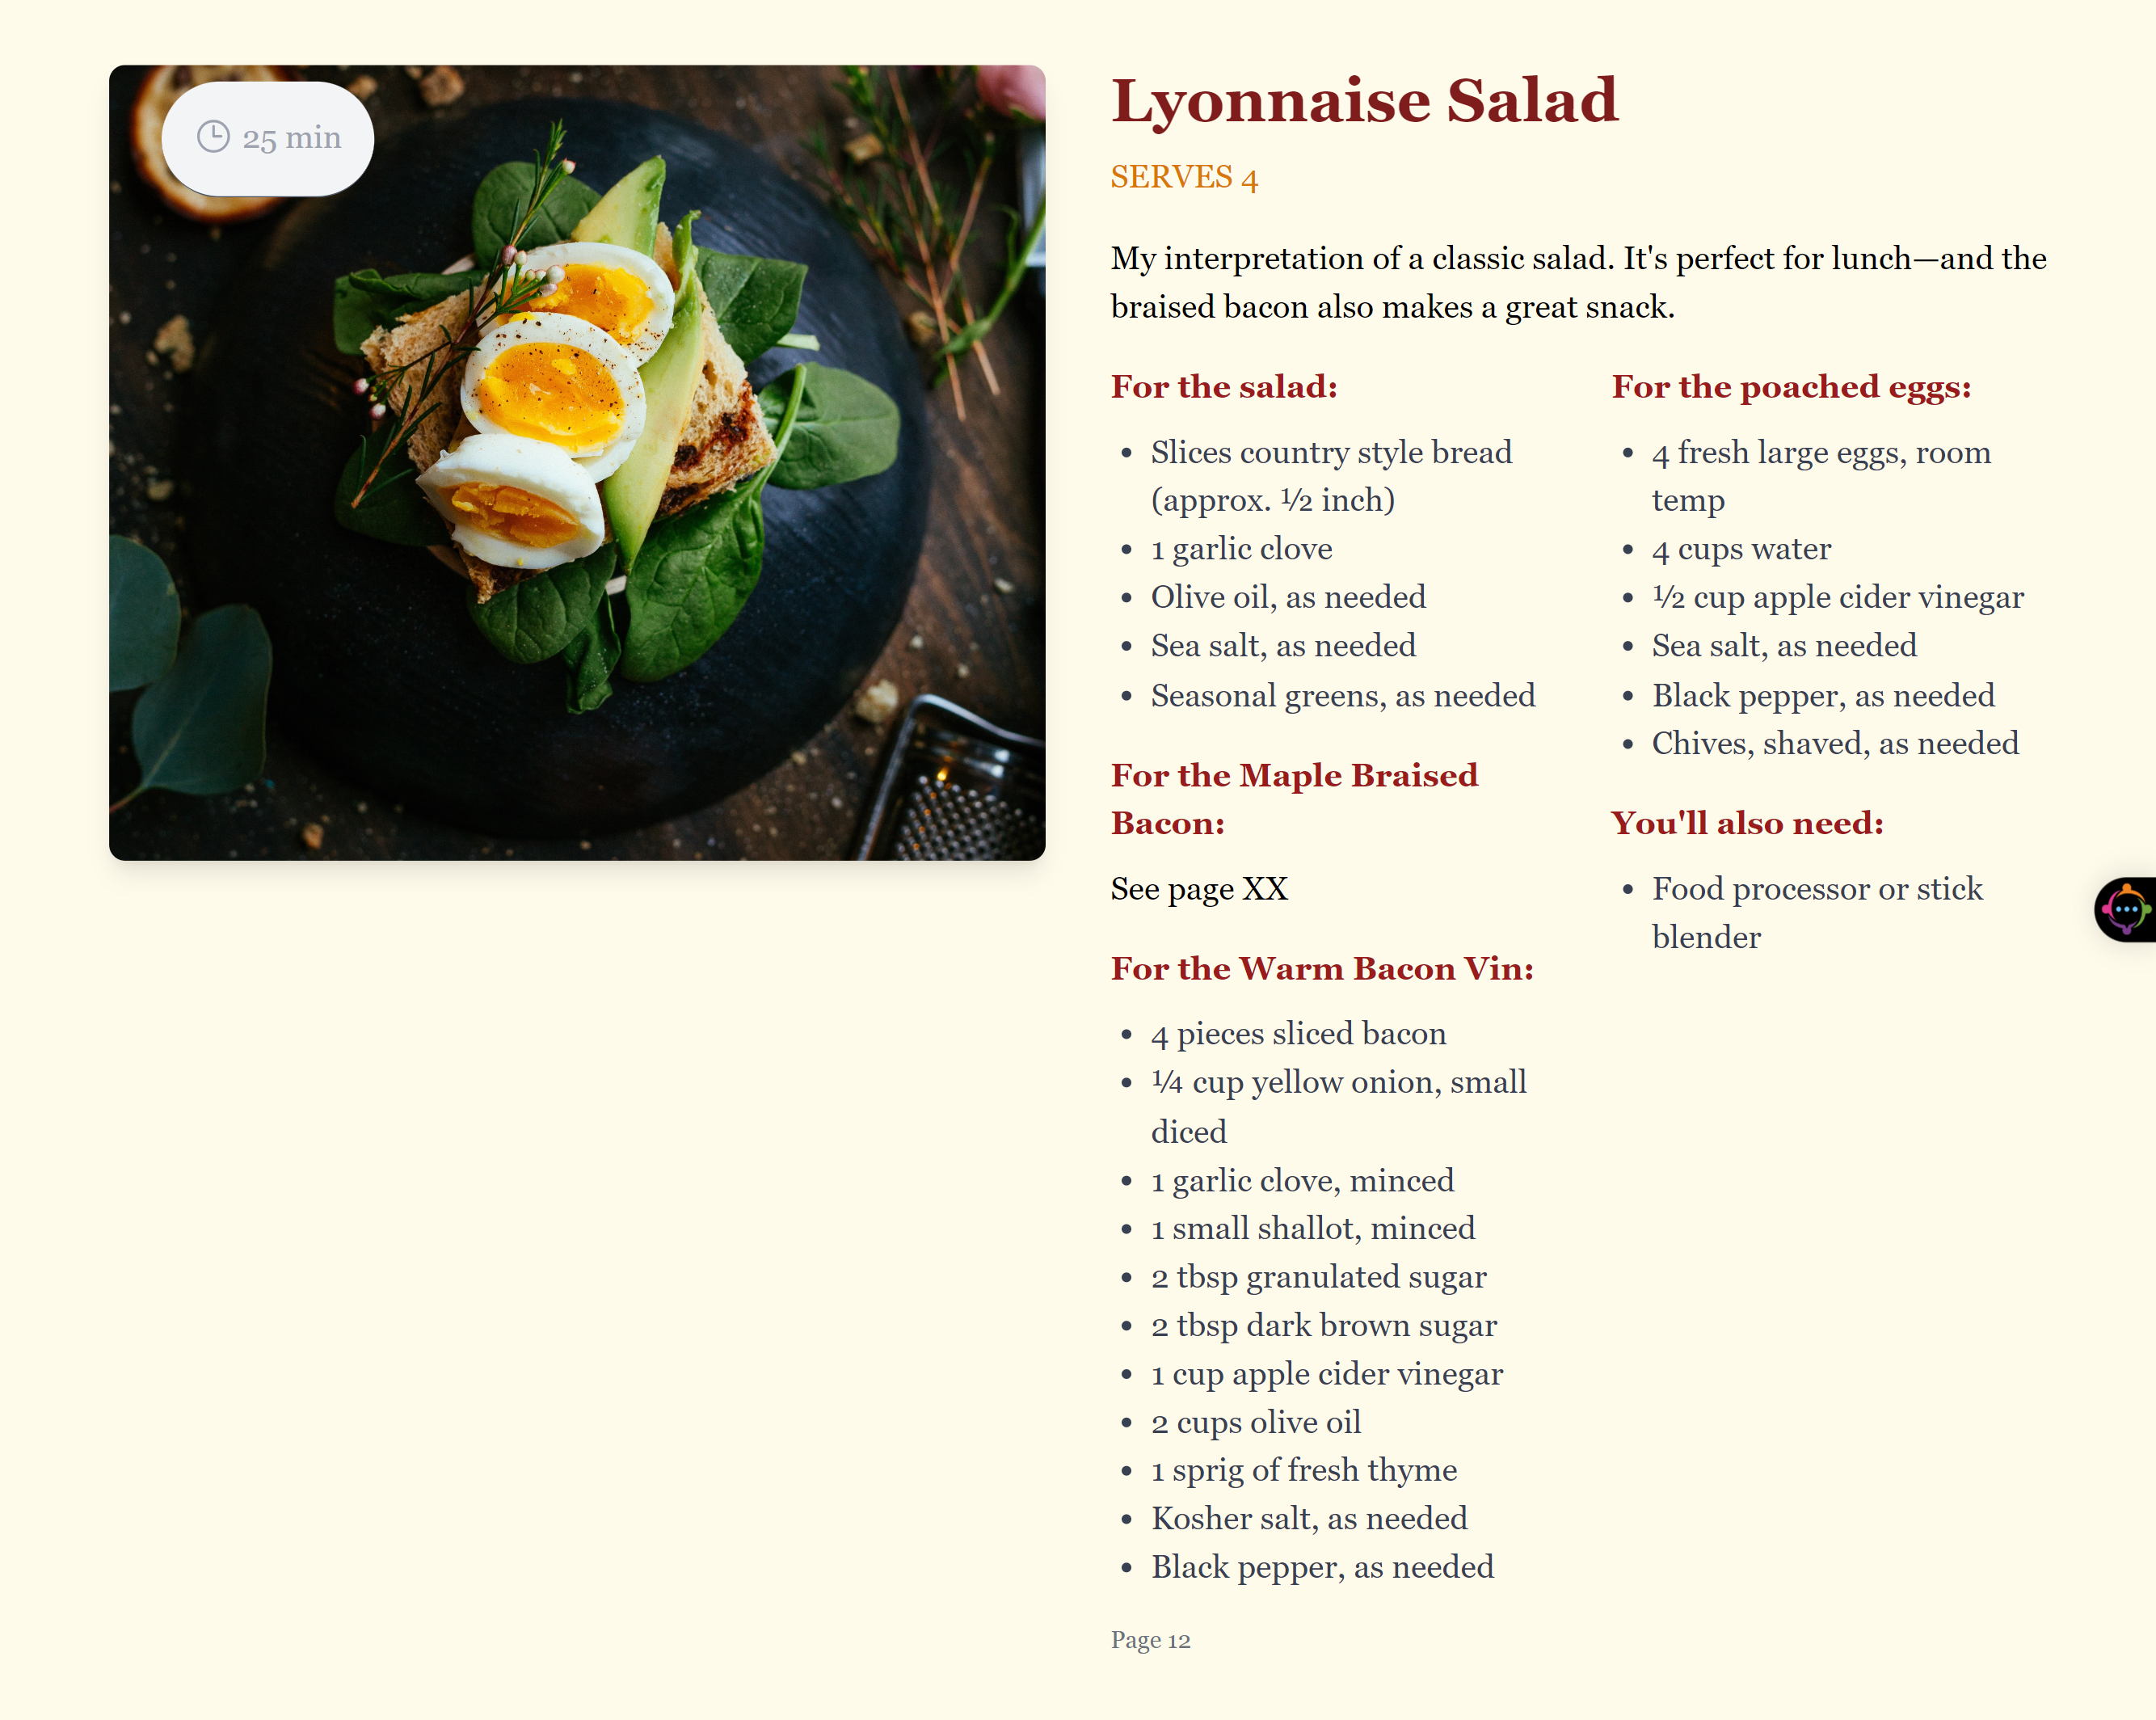 25 min
Lyonnaise Salad
SERVES 4
My interpretation of a classic salad. It's perfect for lunch—and the
braised bacon also makes a great snack.
For the salad:
• Slices country style bread
(approx. ½ inch)
• 1 garlic clove
• Olive oil, as needed
• Sea salt, as needed
• Seasonal greens, as needed
For the Maple Braised
Bacon:
See page XX
For the Warm Bacon Vin:
• 4 pieces sliced bacon
• ¼ cup yellow onion, small
diced
• 1 garlic clove, minced
• 1 small shallot, minced
• 2 tbsp granulated sugar
• 2 tbsp dark brown sugar
• 1 cup apple cider vinegar
• 2 cups olive oil
• 1 sprig of fresh thyme
• Kosher salt, as needed
• Black pepper, as needed
For the poached eggs:
• 4 fresh large eggs, room
temp
• 4 cups water
• ½ cup apple cider vinegar
• Sea salt, as needed
• Black pepper, as needed
• Chives, shaved, as needed
You'll also need:
• Food processor or stick
blender
Page 12